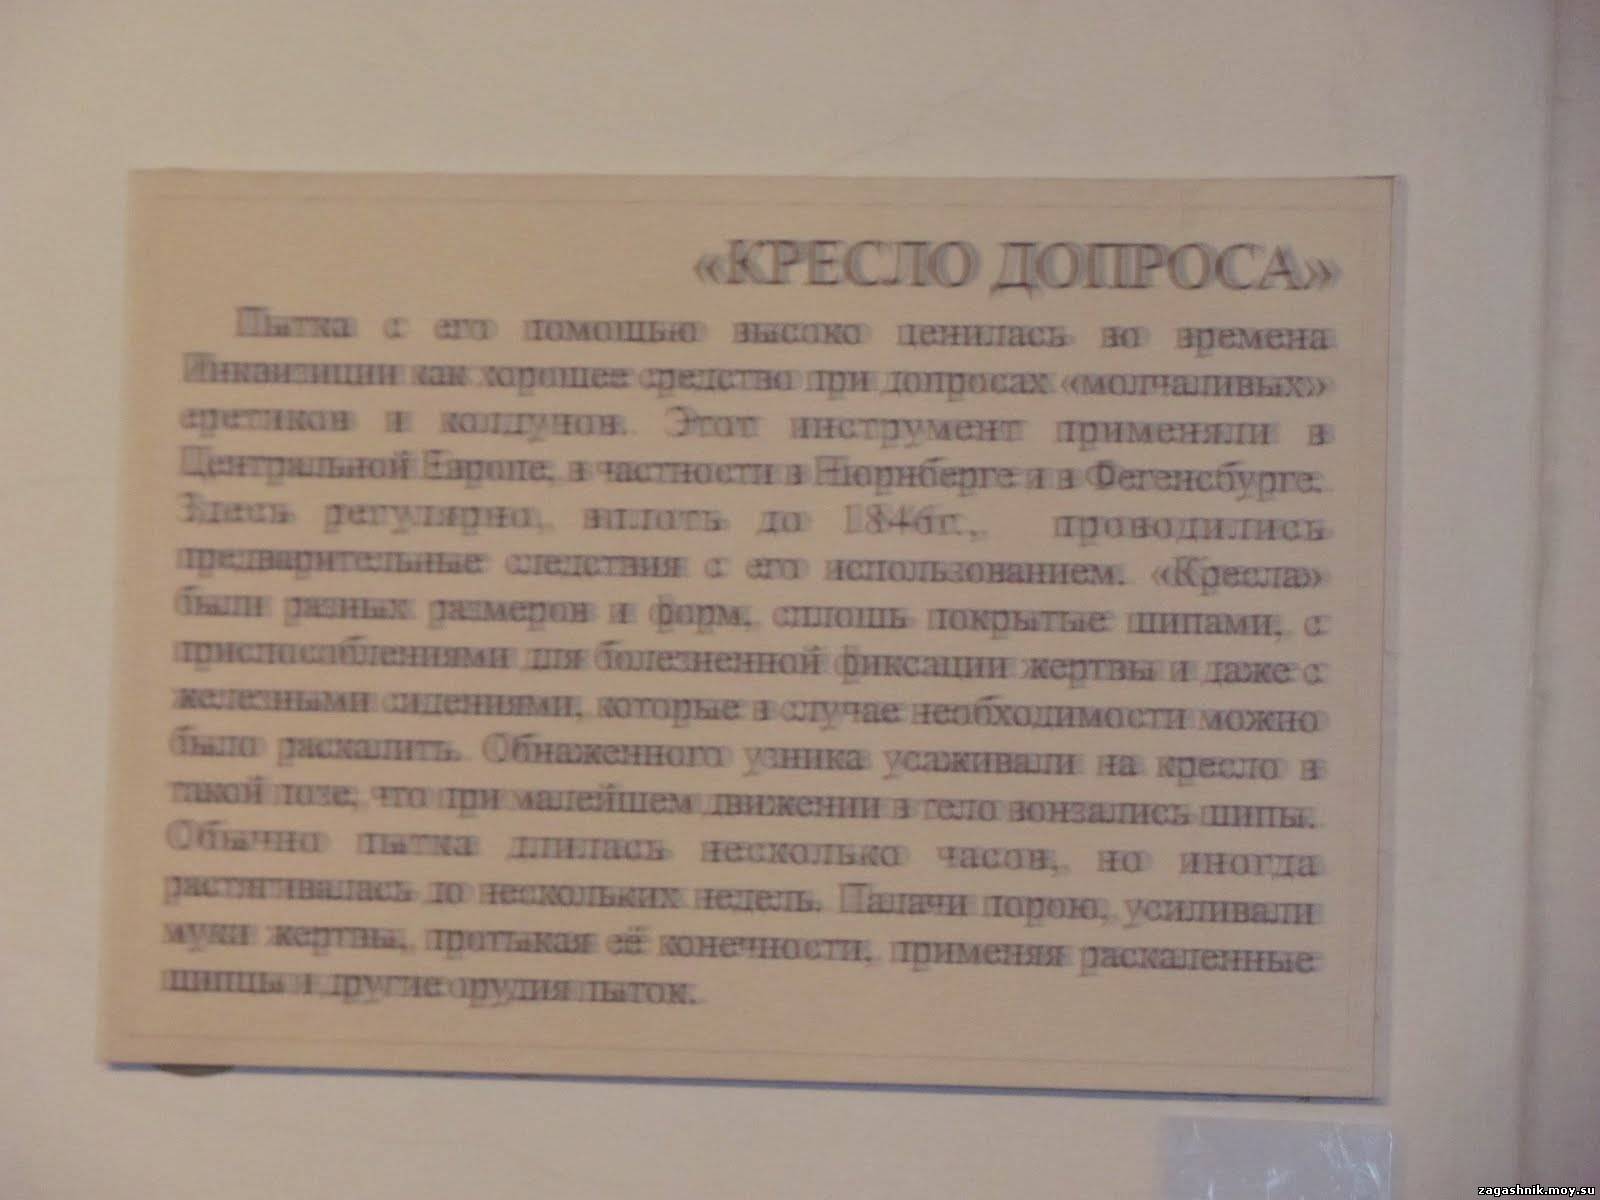 «КРЕСЛО ДОПРОСА»
Пытка с его помощью высоко ценилась во времена
Инквизиции как хорошее средство при допросах «молчаливых»
еретиков и колдунов. Этот инструмент применяли в
Центральной Европе, в частности в Нюрнберге и в Фегенсбурге.
Здесь регулярно, вплоть до 1846г., проводились
предварительные следствия с его использованием. «Кресла»
были разных размеров и форм, сплошь покрытые шипами, с
приспособлениями для болезненной фиксации жертвы и даже с
железными сидениями, которые в случае необходимости можно
было раскалить. Обнаженного узника усаживали на кресло в
такой позе, что при малейшем движении в тело вонзались шипы.
Обычно пытка длилась несколько часов, но иногда
растягивалась до нескольких недель. Палачи порою, усиливали
муки жертвы, протыкая её конечности, применяя раскаленные
щипцы и другие орудия пыток.
zagashnik.moy.su